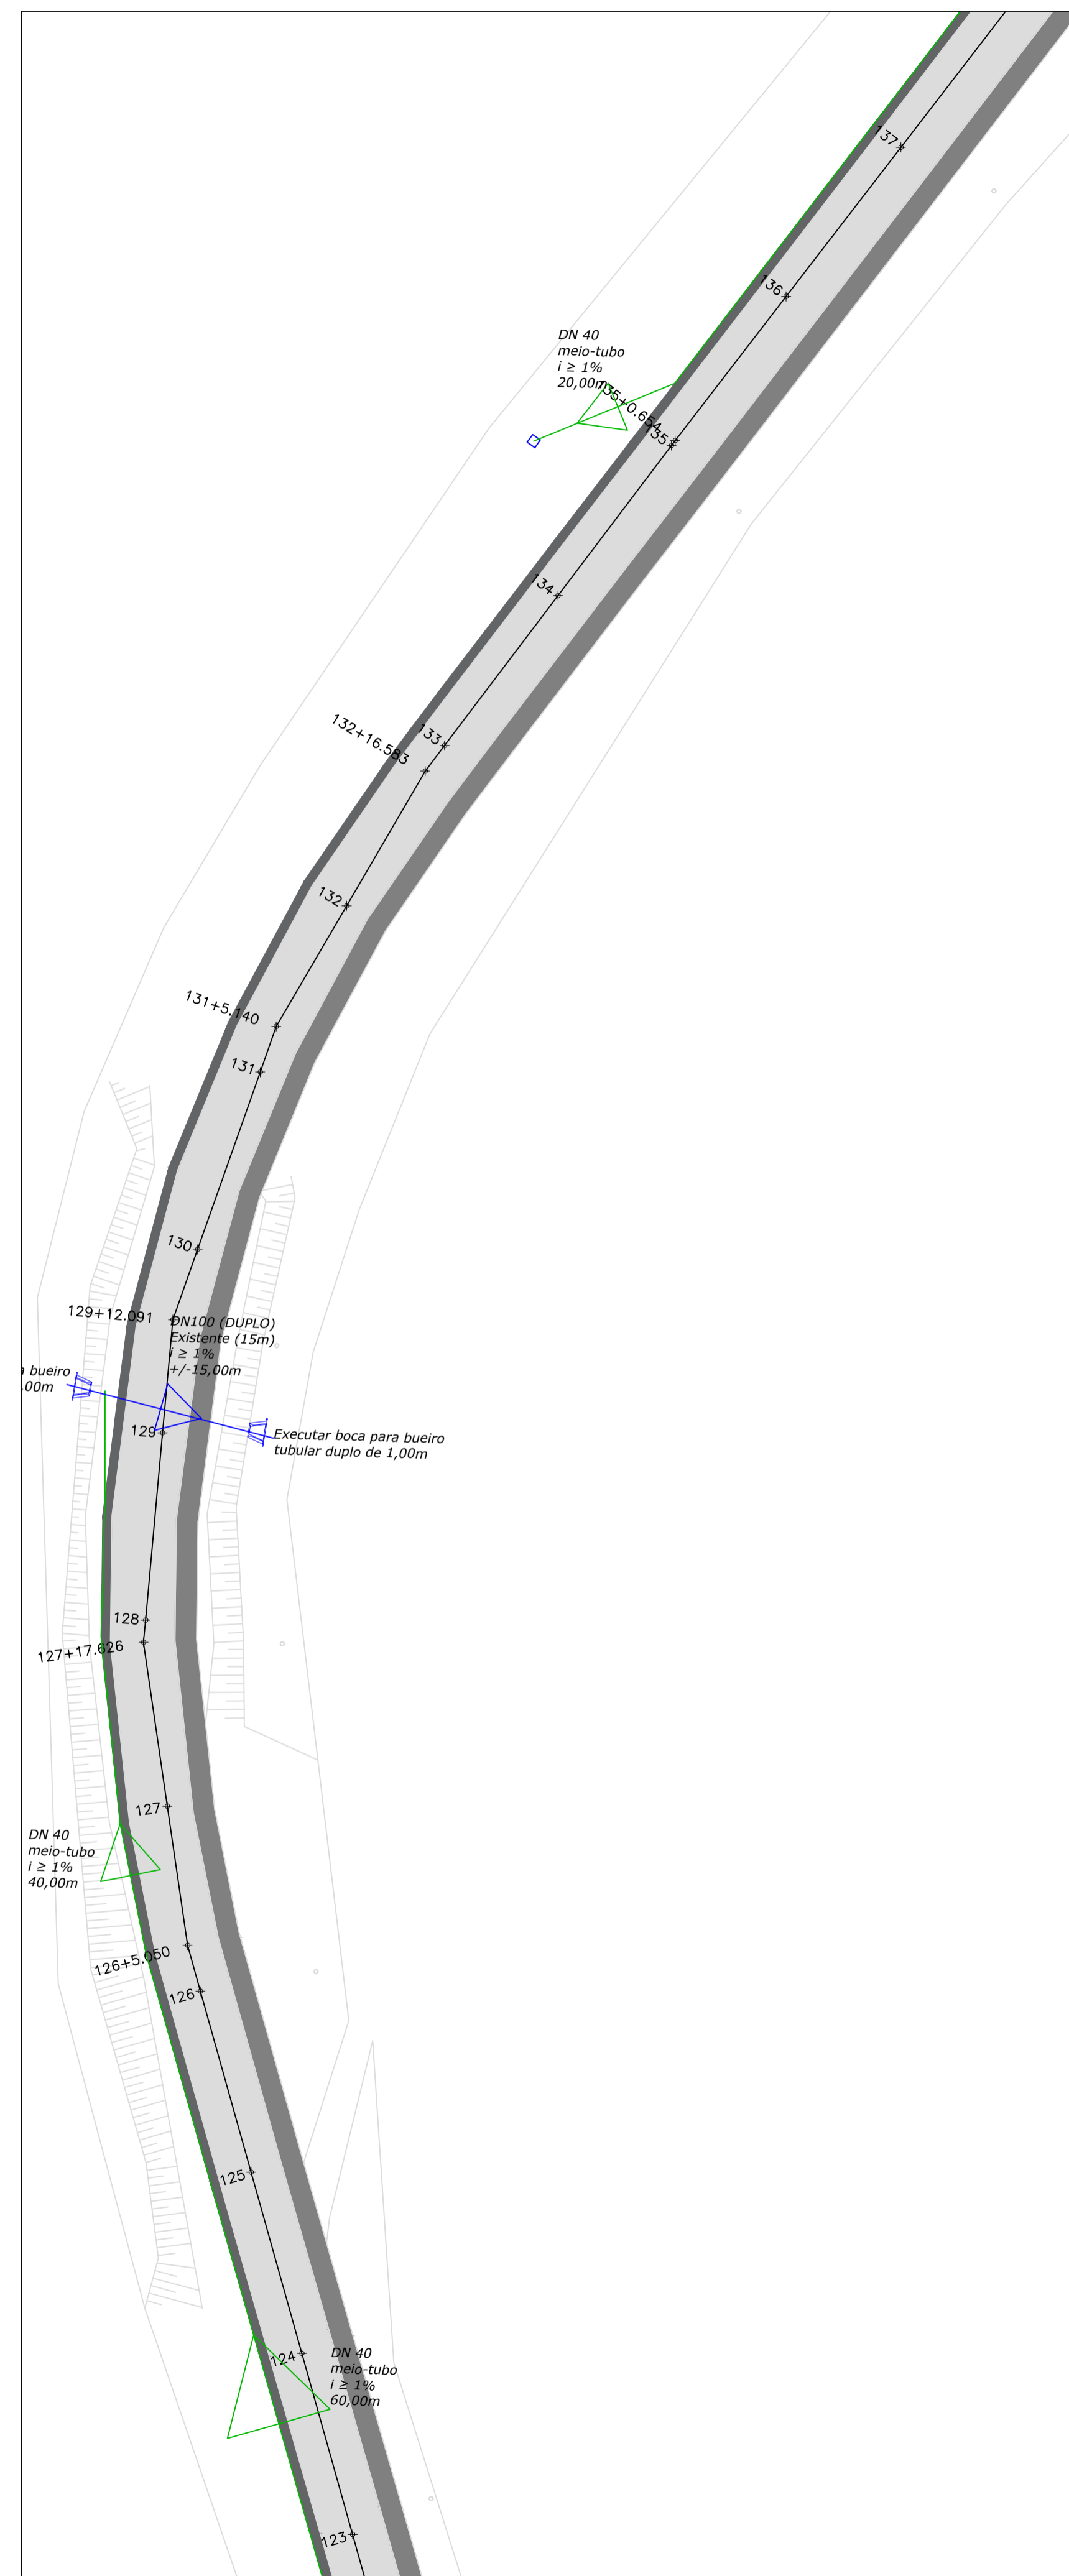 137
136
DN 40
meio-tubo
i ≥ 1%
20,00m
135+0.654
135
134
133
132+16.583
132
131+5.140
131
130
129+12.091
DN100 (DUPLO)
Existente (15m)
i ≥ 1%
+/-15,00m
a bueiro
.00m
129
Executar boca para bueiro
tubular duplo de 1,00m
128
127+17.626
127
DN 40
meio-tubo
i ≥ 1%
40,00m
126+5.050
126
125
124
DN 40
meio-tubo
i ≥ 1%
60,00m
123